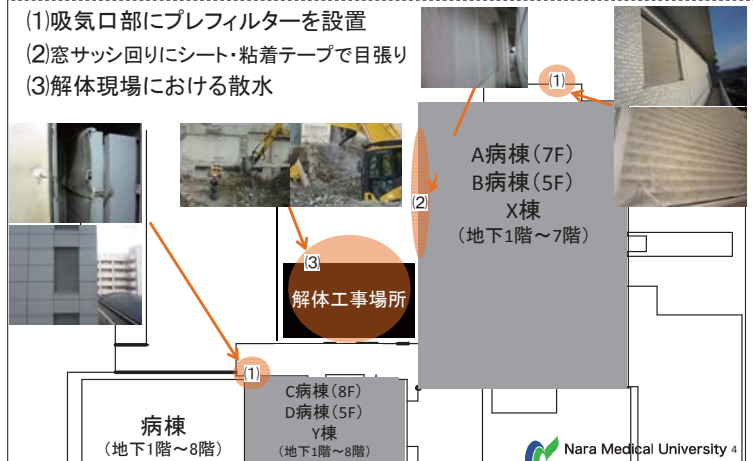 (1)吸気口部にプレフィルターを設置
(2)窓サッシ回りにシート・粘着テープで目張り
(3)解体現場における散水
(1)
A病棟(7F)
B病棟(5F)
X棟
(地下1階～7階)
(2)
(3)
解体工事場所
(1)
C病棟(8F)
D病棟(5F)
Y棟
(地下1階～8階)
病棟
(地下1階～8階)
Nara Medical University 4